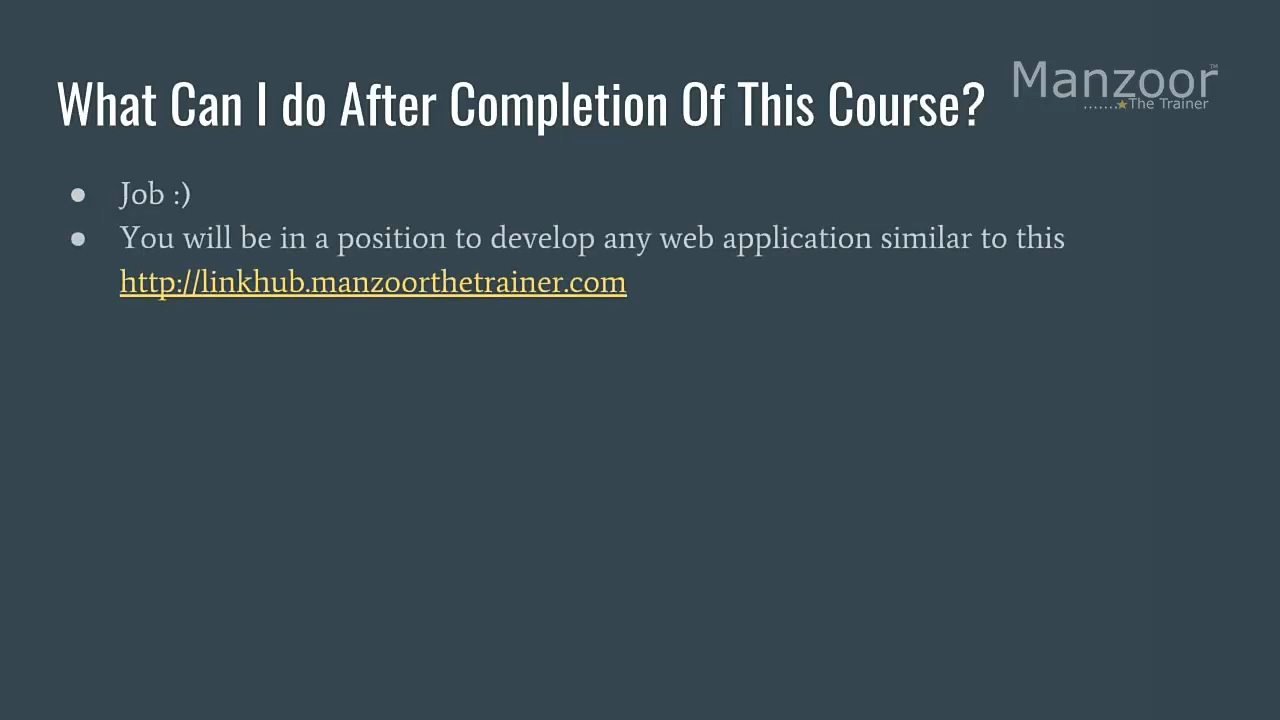 What Can I do After Completion Of This Course?
Manzoor™
.......★The Trainer
● Job :)
● You will be in a position to develop any web application similar to this
http://linkhub.manzoorthetrainer.com